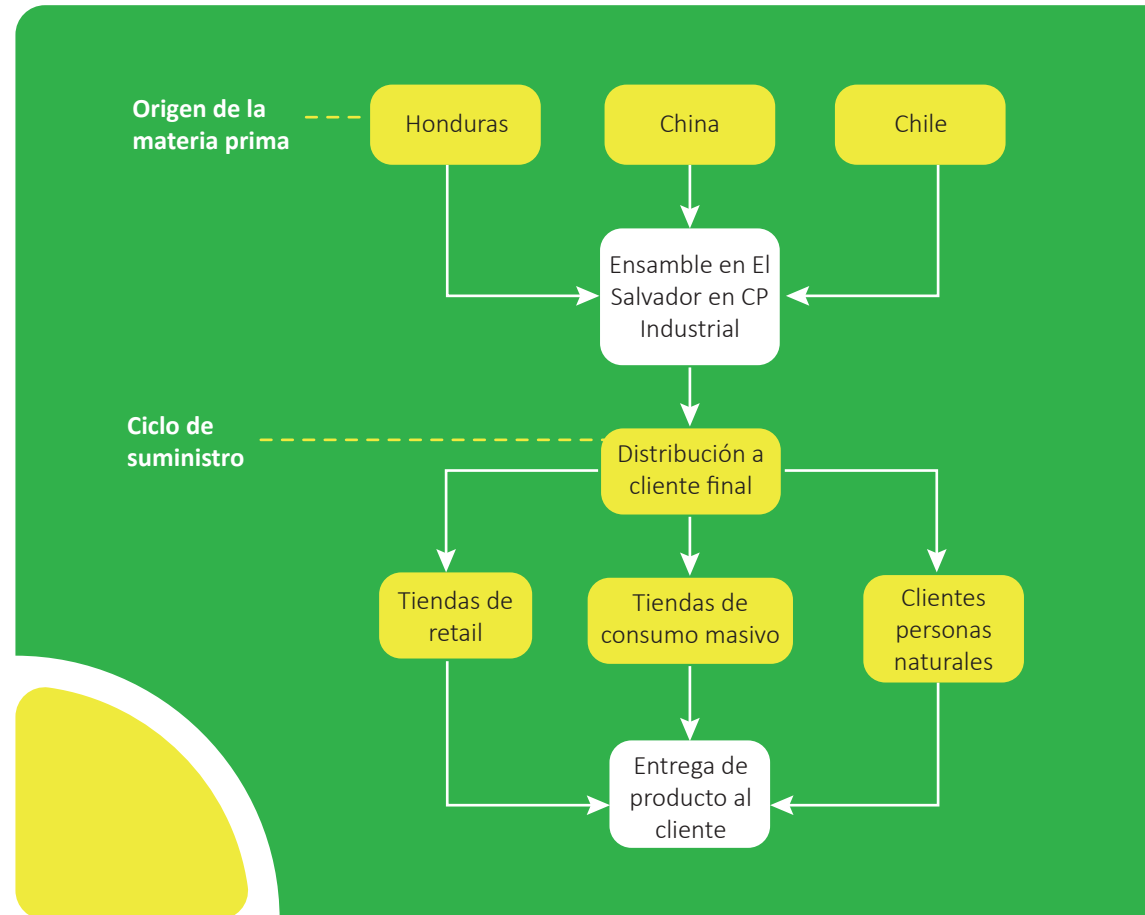 Origen de la
materia prima
Honduras
China
Chile
Ensamble en El
Salvador en CP
Industrial
Ciclo de
suministro
Distribución a
cliente final
Tiendas de
retail
Tiendas de
consumo masivo
Clientes
personas
naturales
Entrega de
producto al
cliente